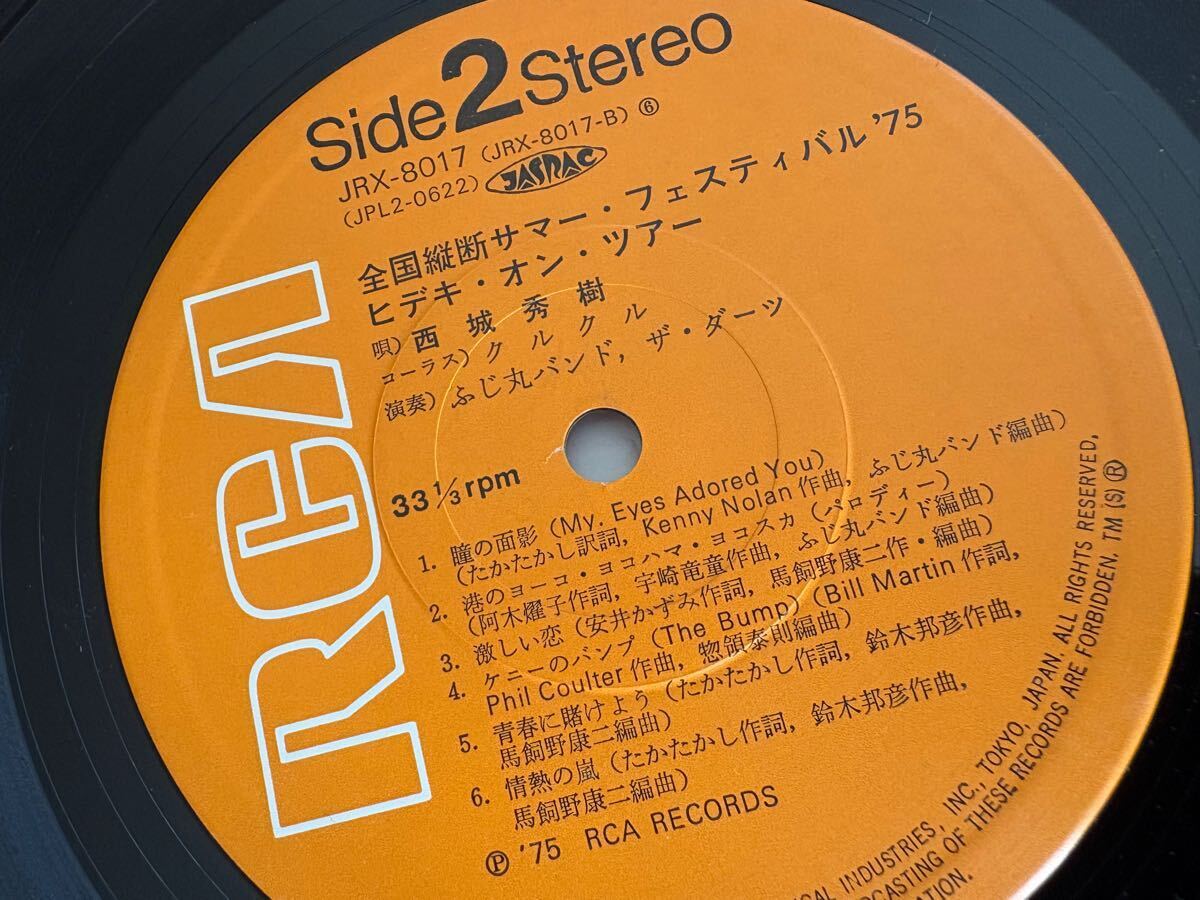 Side 2 Stereo
JRX-8017 (JRX-8017-B) ⑥
(JPL2-0622) JASRAC
全国縦断サマー・フェスティバル '75
ヒデキ・オン・ツアー
唄) 西城秀樹
コーラス) クルクル
演奏) ふじ丸バンド, ザ・ダーツ
RCA
33 1/3 rpm
1. 瞳の面影 (My. Eyes Adored You)
(たかたかし訳詞, Kenny Nolan 作曲, ふじ丸バンド編曲)
2. 港のヨーコ・ヨコハマ・ヨコスカ (パロディー)
(阿木燿子作詞, 宇崎竜童作曲, ふじ丸バンド編曲)
3. 激しい恋 (安井かずみ作詞, 馬飼野康二作・編曲)
4. ケニーのバンプ (The Bump) (Bill Martin 作詞,
Phil Coulter 作曲, 惣領泰則編曲)
5. 青春に賭けよう (たかたかし作詞, 鈴木邦彦作曲,
馬飼野康二編曲)
6. 情熱の嵐 (たかたかし作詞, 鈴木邦彦作曲,
馬飼野康二編曲)
Ⓟ '75 RCA RECORDS
CAL INDUSTRIES, INC., TOKYO, JAPAN. ALL RIGHTS RESERVED,
CASTING OF THESE RECORDS ARE FORBIDDEN. TM (S) ®
ATION.